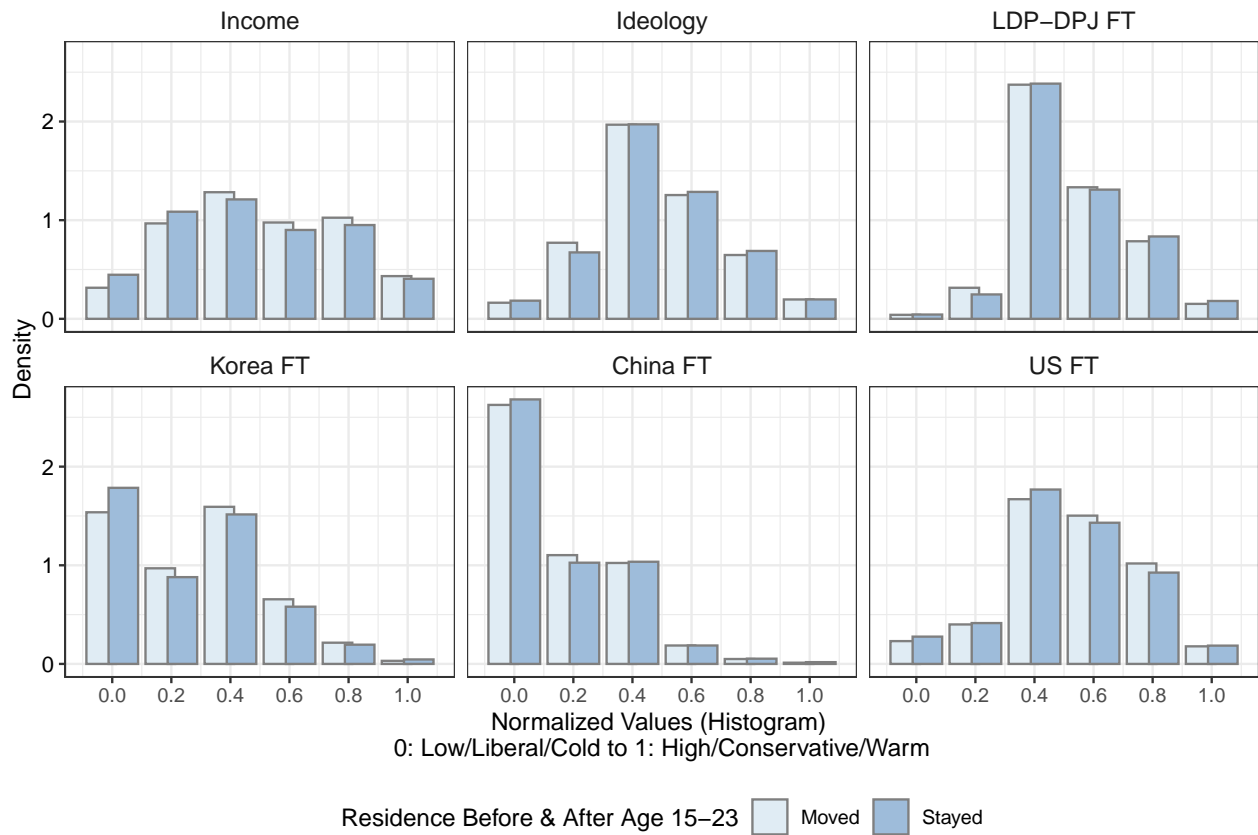 Income
Ideology
LDP−DPJ FT
2
1
0
Korea FT
China FT
US FT
2
1
0
Density
0.0 0.2 0.4 0.6 0.8 1.0
0.0 0.2 0.4 0.6 0.8 1.0
0.0 0.2 0.4 0.6 0.8 1.0
Normalized Values (Histogram)
0: Low/Liberal/Cold to 1: High/Conservative/Warm
Residence Before & After Age 15−23 Moved Stayed